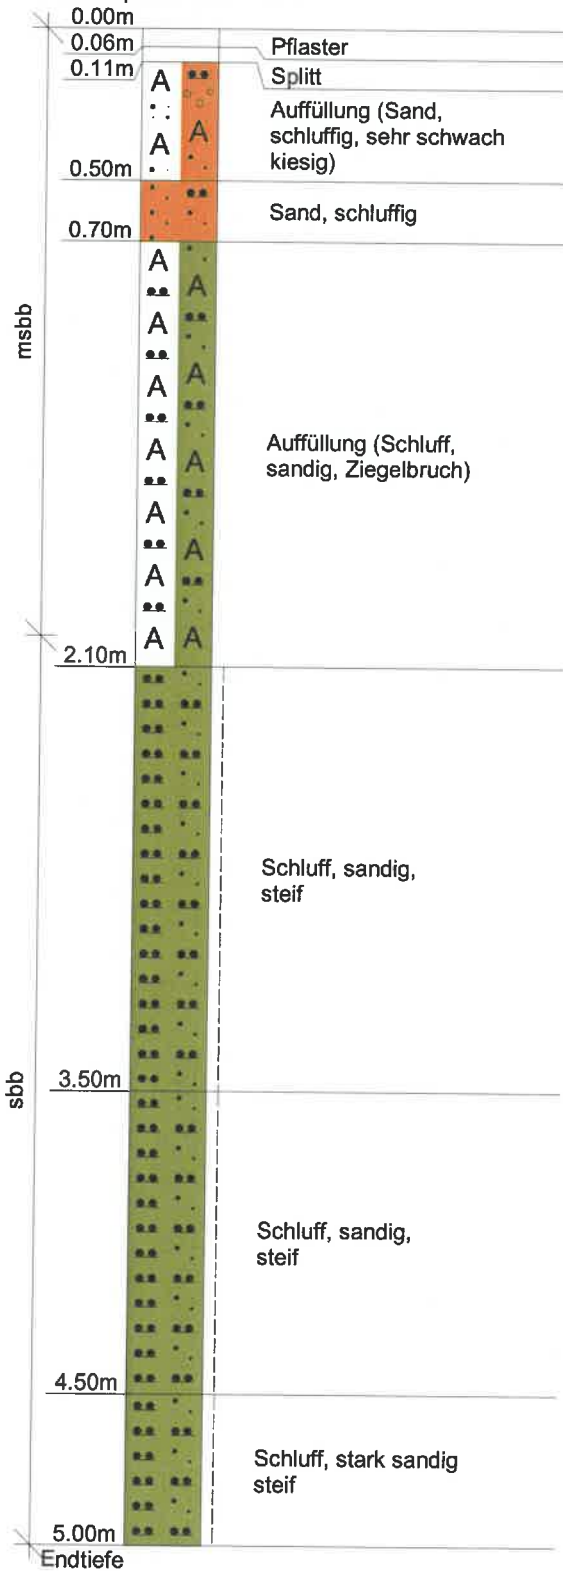 0.00m
0.06m
Pflaster
0.11m
Splitt
A
Auffüllung (Sand,
schluffig, sehr schwach
kiesig)
A
A
0.50m
Sand, schluffig
0.70m
A
A
A
A
A
A
A
A
A
A
A
A
msbb
Auffüllung (Schluff,
sandig, Ziegelbruch)
2.10m
Schluff, sandig,
steif
3.50m
sbb
Schluff, sandig,
steif
4.50m
Schluff, stark sandig
steif
5.00m
Endtiefe